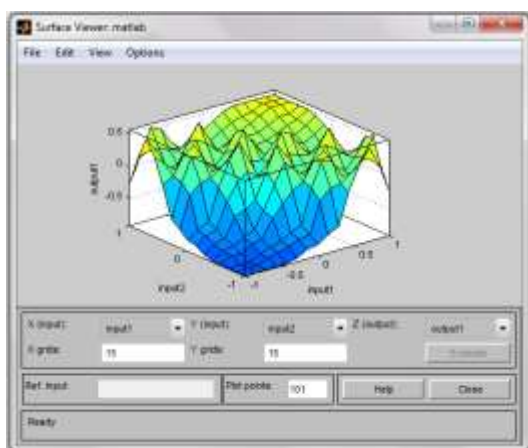 Surface Viewer: matlab
File Edit View Options
0.5
0
-0.5
output1
1
0
-1
input2
-1
-0.5
0
0.5
1
input1
X (input): input1 Y (input): input2 Z (output): output1
X grids: 15 Y grids: 15 Evaluate
Ref. Input: Plot points: 101 Help Close
Ready